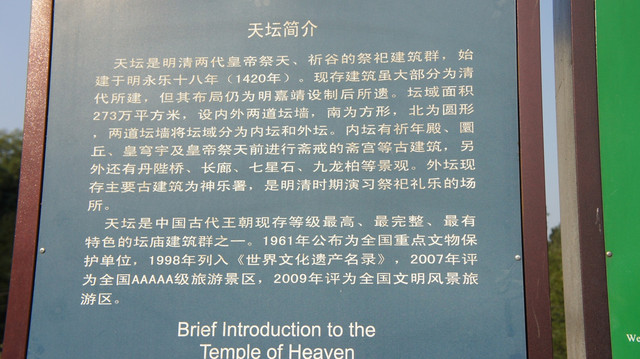 天坛简介
天坛是明清两代皇帝祭天、祈谷的祭祀建筑群，始
建于明永乐十八年（1420年）。现存建筑虽大部分为清
代所建，但其布局仍为明嘉靖设制后所遗。坛域面积
273万平方米，设内外两道坛墙，南为方形，北为圆形
，两道坛墙将坛域分为内坛和外坛。内坛有祈年殿、圜
丘、皇穹宇及皇帝祭天前进行斋戒的斋宫等古建筑，另
外还有丹陛桥、长廊、七星石、九龙柏等景观。外坛现
存主要古建筑为神乐署，是明清时期演习祭祀礼乐的场
所。
天坛是中国古代王朝现存等级最高、最完整、最有
特色的坛庙建筑群之一。1961年公布为全国重点文物保
护单位，1998年列入《世界文化遗产名录》，2007年评
为全国AAAAA级旅游景区，2009年评为全国文明风景旅
游区。
Brief Introduction to the
Temple of Heaven
We